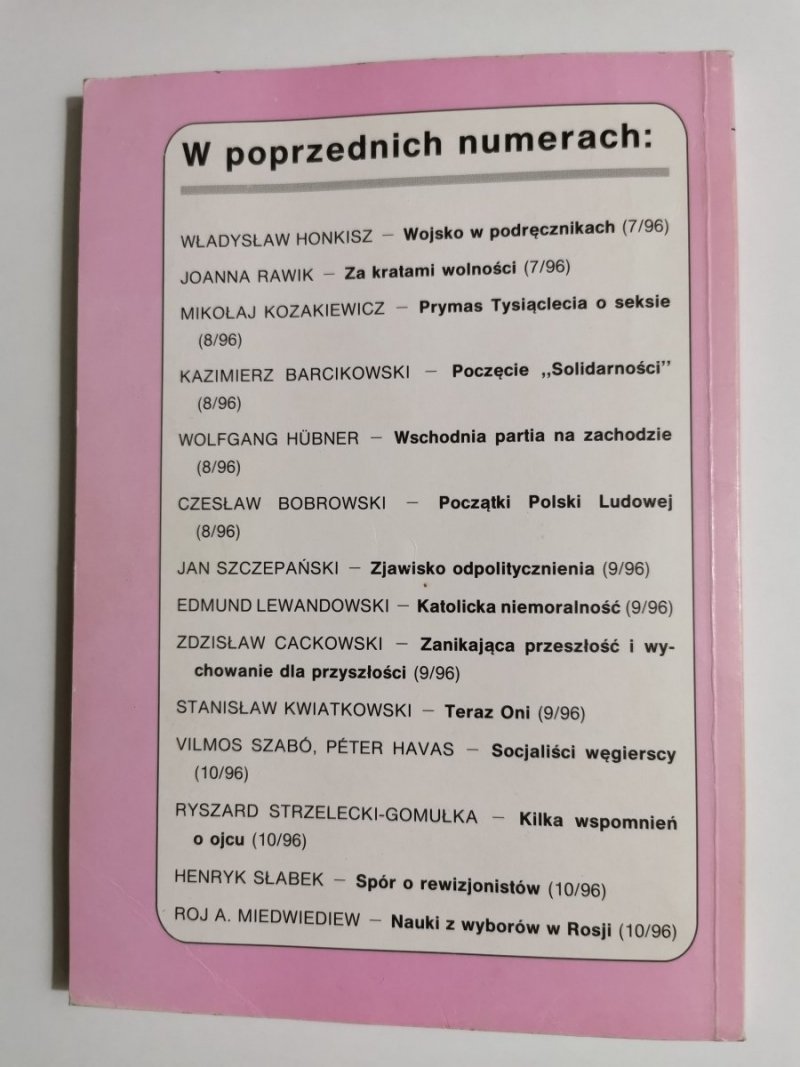 W poprzednich numerach:
WŁADYSŁAW HONKISZ – Wojsko w podręcznikach (7/96)
JOANNA RAWIK – Za kratami wolności (7/96)
MIKOŁAJ KOZAKIEWICZ – Prymas Tysiąclecia o seksie
(8/96)
KAZIMIERZ BARCIKOWSKI – Poczęcie „Solidarności"
(8/96)
WOLFGANG HÜBNER – Wschodnia partia na zachodzie
(8/96)
CZESŁAW BOBROWSKI – Początki Polski Ludowej
(8/96)
JAN SZCZEPAŃSKI – Zjawisko odpolitycznienia (9/96)
EDMUND LEWANDOWSKI – Katolicka niemoralność (9/96)
ZDZISŁAW CACKOWSKI – Zanikająca przeszłość i wy-
chowanie dla przyszłości (9/96)
STANISŁAW KWIATKOWSKI – Teraz Oni (9/96)
VILMOS SZABÓ, PÉTER HAVAS – Socjaliści węgierscy
(10/96)
RYSZARD STRZELECKI-GOMUŁKA – Kilka wspomnień
o ojcu (10/96)
HENRYK SŁABEK – Spór o rewizjonistów (10/96)
ROJ A. MIEDWIEDIEW – Nauki z wyborów w Rosji (10/96)